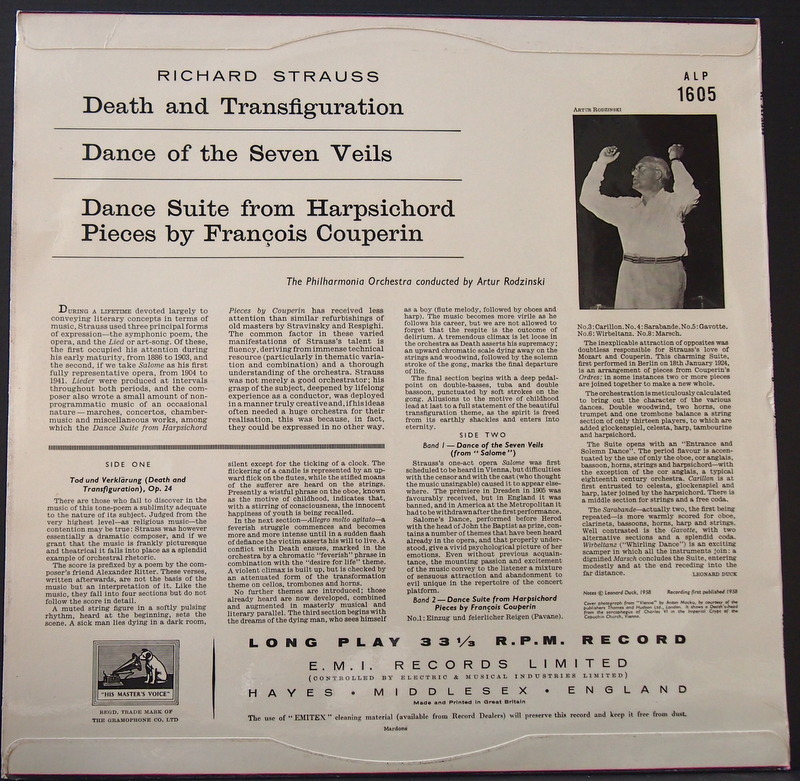 RICHARD STRAUSS
Death and Transfiguration
Dance of the Seven Veils
Dance Suite from Harpsichord
Pieces by François Couperin
ALP
1605
ARTUR RODZINSKI
The Philharmonia Orchestra conducted by Artur Rodzinski
DURING A LIFETIME devoted largely to
conveying literary concepts in terms of
music, Strauss used three principal forms
of expression—the symphonic poem, the
opera, and the Lied or art-song. Of these,
the first occupied his attention during
his early maturity, from 1886 to 1903, and
the second, if we take Salome as his first
fully representative opera, from 1904 to
1941. Lieder were produced at intervals
throughout both periods, and the com-
poser also wrote a small amount of non-
programmatic music of an occasional
nature—marches, concertos, chamber-
music and miscellaneous works, among
which the Dance Suite from Harpsichord
Pieces by Couperin has received less
attention than similar refurbishings of
old masters by Stravinsky and Respighi.
The common factor in these varied
manifestations of Strauss's talent is
fluency, deriving from immense technical
resource (particularly in thematic varia-
tion and combination) and a thorough
understanding of the orchestra. Strauss
was not merely a good orchestrator; his
grasp of the subject, deepened by lifelong
experience as a conductor, was deployed
in a manner truly creative and, if his ideas
often needed a huge orchestra for their
realisation, this was because, in fact,
they could be expressed in no other way.
SIDE ONE
Tod und Verklärung (Death and
Transfiguration), Op. 24
There are those who fail to discover in the
music of this tone-poem a sublimity adequate
to the nature of its subject. Judged from the
very highest level—as religious music—the
contention may be true: Strauss was however
essentially a dramatic composer, and if we
grant that the music is frankly picturesque
and theatrical it falls into place as a splendid
example of orchestral rhetoric.
The score is prefixed by a poem by the com-
poser's friend Alexander Ritter. These verses,
written afterwards, are not the basis of the
music but an interpretation of it. Like the
music, they fall into four sections but do not
follow the score in detail.
A muted string figure in a softly pulsing
rhythm, heard at the beginning, sets the
scene. A sick man lies dying in a dark room,
silent except for the ticking of a clock. The
flickering of a candle is represented by an up-
ward flick on the flutes, while the stifled moans
of the sufferer are heard on the strings.
Presently a wistful phrase on the oboe, known
as the motive of childhood, indicates that,
with a stirring of consciousness, the innocent
happiness of youth is being recalled.
In the next section—Allegro molto agitato—a
feverish struggle commences and becomes
more and more intense until in a sudden flash
of defiance the victim asserts his will to live. A
conflict with Death ensues, marked in the
orchestra by a chromatic "feverish" phrase in
combination with the "desire for life" theme.
A violent climax is built up, but is checked by
an attenuated form of the transformation
theme on cellos, trombones and horns.
No further themes are introduced; those
already heard are now developed, combined
and augmented in masterly musical and
literary parallel. The third section begins with
the dreams of the dying man, who sees himself
as a boy (flute melody, followed by oboes and
harp). The music becomes more virile as he
follows his career, but we are not allowed to
forget that the respite is the outcome of
delirium. A tremendous climax is let loose in
the orchestra as Death asserts his supremacy;
an upward chromatic scale dying away on the
strings and woodwind, followed by the solemn
stroke of the gong, marks the final departure
of life.
The final section begins with a deep pedal-
point on double-basses, tuba and double
bassoon, punctuated by soft strokes on the
gong. Allusions to the motive of childhood
lead at last to a full statement of the beautiful
transfiguration theme, as the spirit is freed
from its earthly shackles and enters into
eternity.
SIDE TWO
Band 1 — Dance of the Seven Veils
(from "Salome")
Strauss's one-act opera Salome was first
scheduled to be heard in Vienna, but difficulties
with the censor and with the cast (who thought
the music unsingable) caused it to appear else-
where. The première in Dresden in 1905 was
favourably received, but in England it was
banned, and in America at the Metropolitan it
had to be withdrawn after the first performance.
Salome's Dance, performed before Herod
with the head of John the Baptist as prize, con-
tains a number of themes that have been heard
already in the opera, and that properly under-
stood, give a vivid psychological picture of her
emotions. Even without previous acquain-
tance, the mounting passion and excitement
of the music convey to the listener a mixture
of sensuous attraction and abandonment to
evil unique in the repertoire of the concert
platform.
Band 2 — Dance Suite from Harpsichord
Pieces by François Couperin
No.1: Einzug und feierlicher Reigen (Pavane).
No.3: Carillon. No.4: Sarabande. No.5: Gavotte.
No.6: Wirbeltanz. No.8: Marsch.
The inexplicable attraction of opposites was
doubtless responsible for Strauss's love of
Mozart and Couperin. This charming Suite,
first performed in Berlin on 18th January 1924,
is an arrangement of pieces from Couperin's
Ordres: in some instances two or more pieces
are joined together to make a new whole.
The orchestration is meticulously calculated
to bring out the character of the various
dances. Double woodwind, two horns, one
trumpet and one trombone balance a string
section of only thirteen players, to which are
added glockenspiel, celesta, harp, tambourine
and harpsichord.
The Suite opens with an "Entrance and
Solemn Dance". The period flavour is accen-
tuated by the use of only the oboe, cor anglais,
bassoon, horns, strings and harpsichord—with
the exception of the cor anglais, a typical
eighteenth century orchestra. Carillon is at
first entrusted to celesta, glockenspiel and
harp, later joined by the harpsichord. There is
a middle section for strings and a free coda.
The Sarabande—actually two, the first being
repeated—is more warmly scored for oboe,
clarinets, bassoons, horns, harp and strings.
Well contrasted is the Gavotte, with two
alternative sections and a splendid coda.
Wirbeltanz ("Whirling Dance") is an exciting
scamper in which all the instruments join: a
dignified Marsch concludes the Suite, entering
modestly and at the end receding into the
far distance.
LEONARD DUCK
Notes © Leonard Duck, 1958
Recording first published 1958
Cover photograph from "Vienna" by Anton Macku, by courtesy of the
publishers Thames and Hudson Ltd., London. It shows a Death's-head
from the sarcophagus of Charles VI in the Imperial Crypt of the
Capuchin Church, Vienna.
"HIS MASTER'S VOICE"
REGD. TRADE MARK OF
THE GRAMOPHONE CO. LTD
LONG PLAY 33⅓ R.P.M. RECORD
E.M.I. RECORDS LIMITED
(CONTROLLED BY ELECTRIC & MUSICAL INDUSTRIES LIMITED)
HAYES • MIDDLESEX • ENGLAND
Made and Printed in Great Britain
The use of "EMITEX" cleaning material (available from Record Dealers) will preserve this record and keep it free from dust.
Mardoné